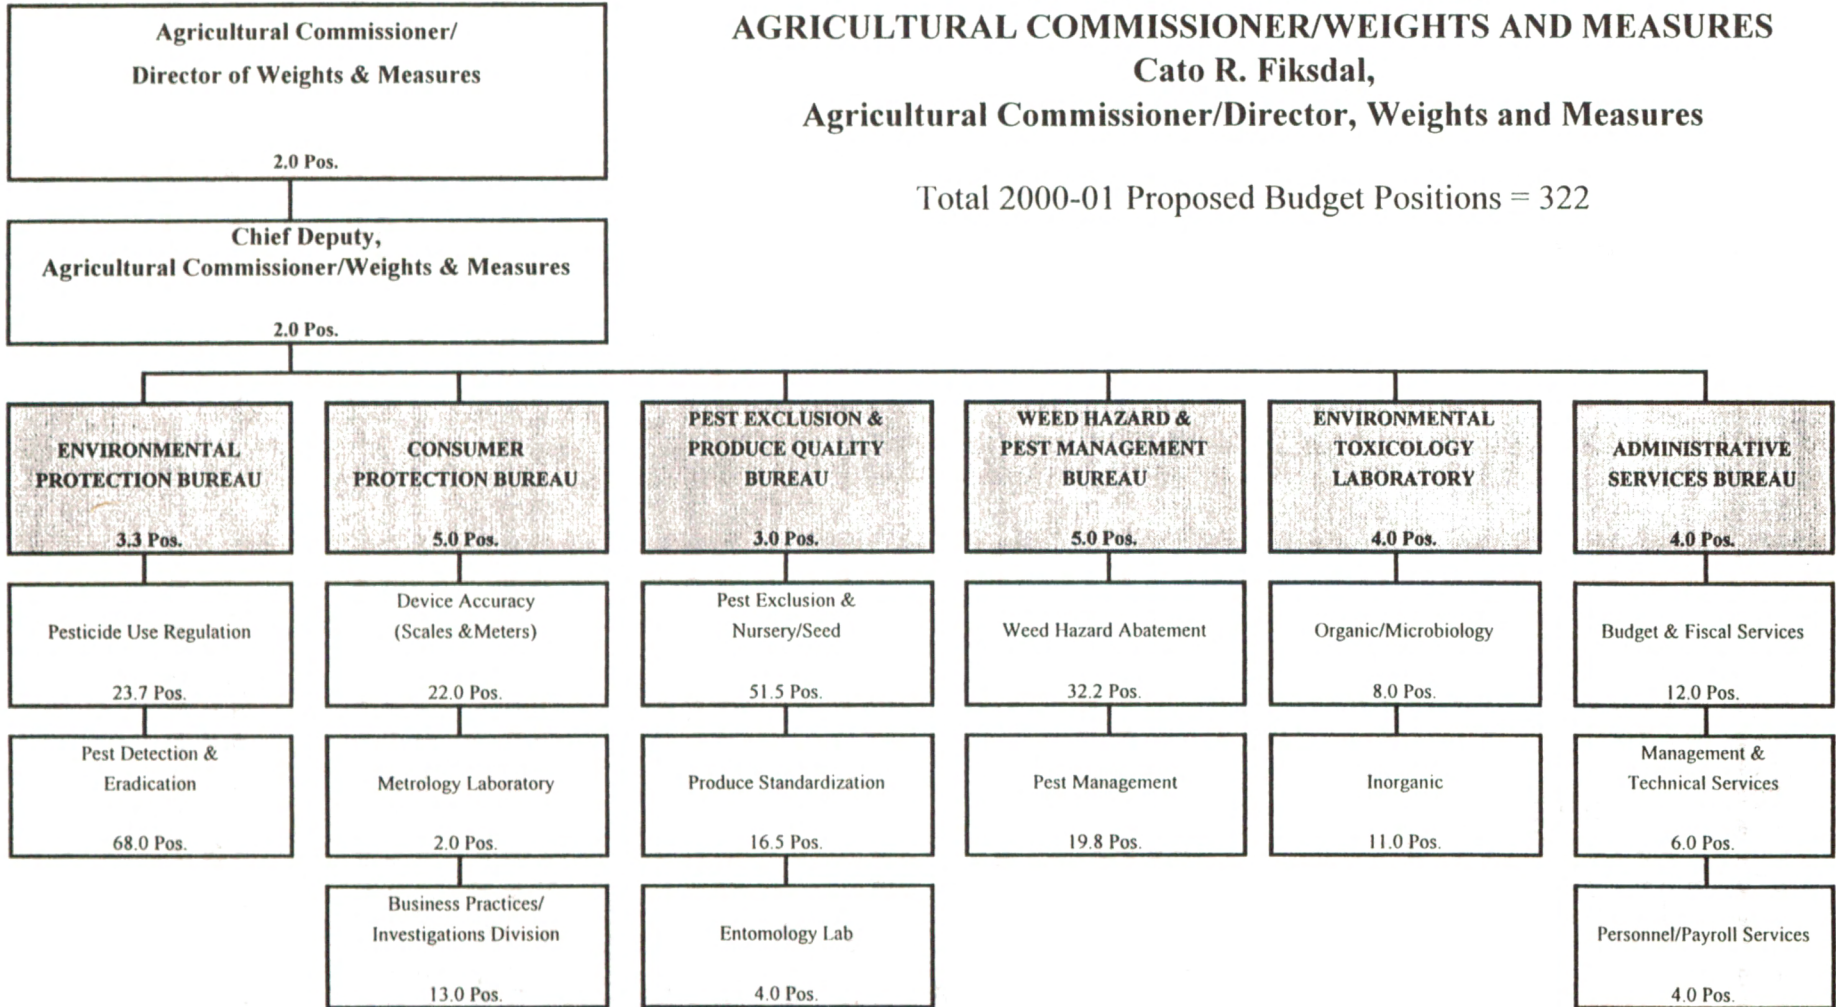 Agricultural Commissioner/
Director of Weights & Measures
2.0 Pos.
AGRICULTURAL COMMISSIONER/WEIGHTS AND MEASURES
Cato R. Fiksdal,
Agricultural Commissioner/Director, Weights and Measures
Total 2000-01 Proposed Budget Positions = 322
Chief Deputy,
Agricultural Commissioner/Weights & Measures
2.0 Pos.
ENVIRONMENTAL
PROTECTION BUREAU
3.3 Pos.
Pesticide Use Regulation
23.7 Pos.
Pest Detection &
Eradication
68.0 Pos.
CONSUMER
PROTECTION BUREAU
5.0 Pos.
Device Accuracy
(Scales &Meters)
22.0 Pos.
Metrology Laboratory
2.0 Pos.
Business Practices/
Investigations Division
13.0 Pos.
PEST EXCLUSION &
PRODUCE QUALITY
BUREAU
3.0 Pos.
Pest Exclusion &
Nursery/Seed
51.5 Pos.
Produce Standardization
16.5 Pos.
Entomology Lab
4.0 Pos.
WEED HAZARD &
PEST MANAGEMENT
BUREAU
5.0 Pos.
Weed Hazard Abatement
32.2 Pos.
Pest Management
19.8 Pos.
ENVIRONMENTAL
TOXICOLOGY
LABORATORY
4.0 Pos.
Organic/Microbiology
8.0 Pos.
Inorganic
11.0 Pos.
ADMINISTRATIVE
SERVICES BUREAU
4.0 Pos.
Budget & Fiscal Services
12.0 Pos.
Management &
Technical Services
6.0 Pos.
Personnel/Payroll Services
4.0 Pos.